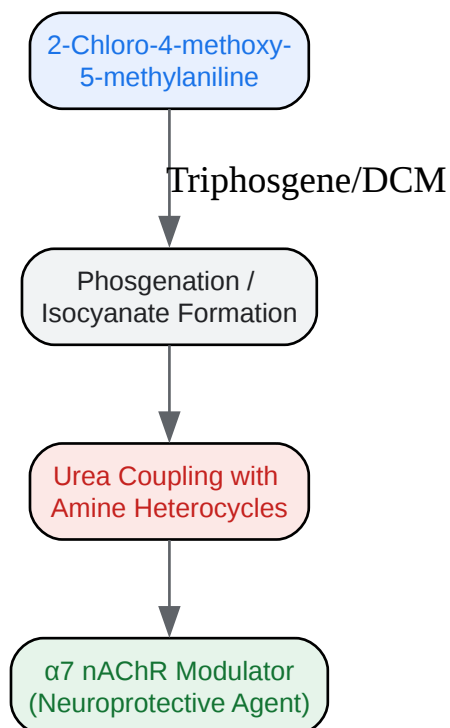 2-Chloro-4-methoxy-
5-methylaniline
Triphosgene/DCM
Phosgenation /
Isocyanate Formation
Urea Coupling with
Amine Heterocycles
α7 nAChR Modulator
(Neuroprotective Agent)